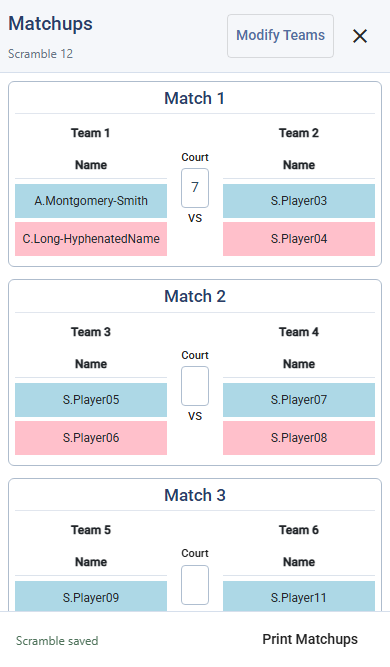 Matchups
Modify Teams
Scramble 12
Match 1
Team 1
Team 2
Court
Name
Name
7
A.Montgomery-Smith
S.Player03
VS
C.Long-HyphenatedName
S.Player04
Match 2
Team 3
Team 4
Court
Name
Name
S.Player05
S.Player07
VS
S.Player06
S.Player08
Match 3
Team 5
Team 6
Court
Name
Name
S.Player09
S.Player11
Scramble saved
Print Matchups